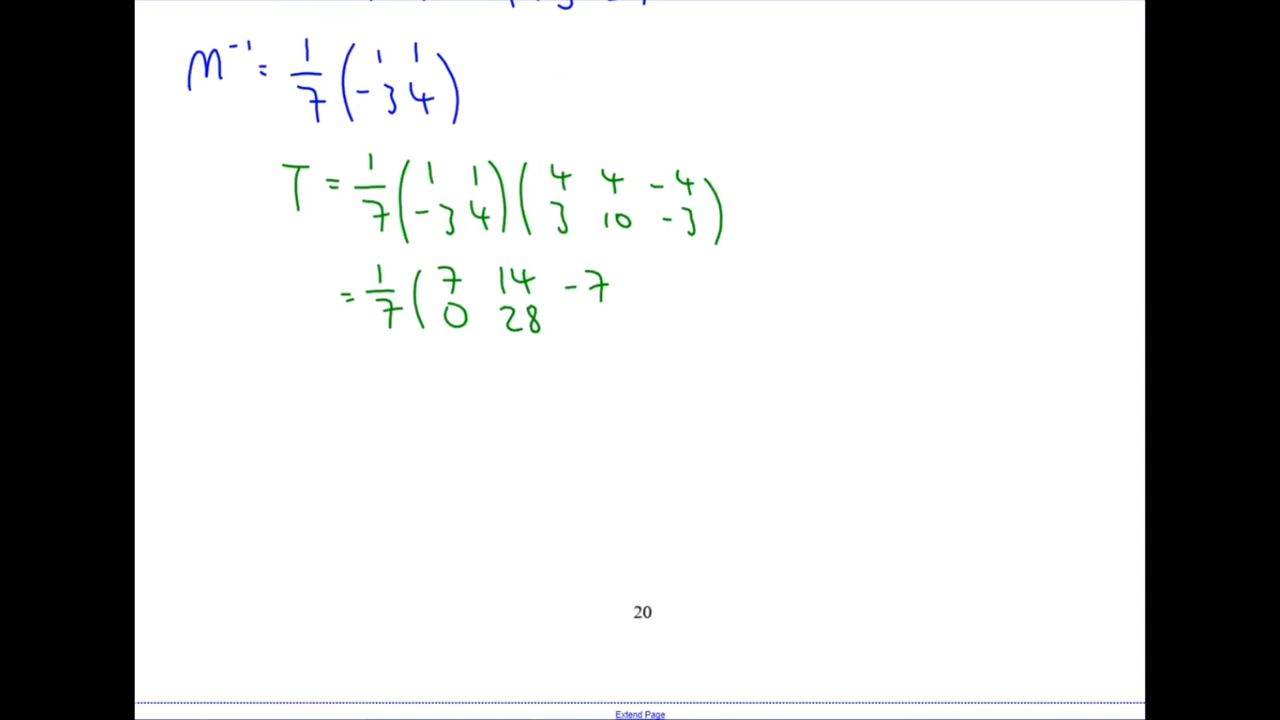 M⁻¹ = 1/7 ( 1 1 ; -3 4 )
T = 1/7 ( 1 1 ; -3 4 ) ( 4 4 -4 ; 3 10 -3 )
= 1/7 ( 7 14 -7 ; 0 28
20
Extend Page